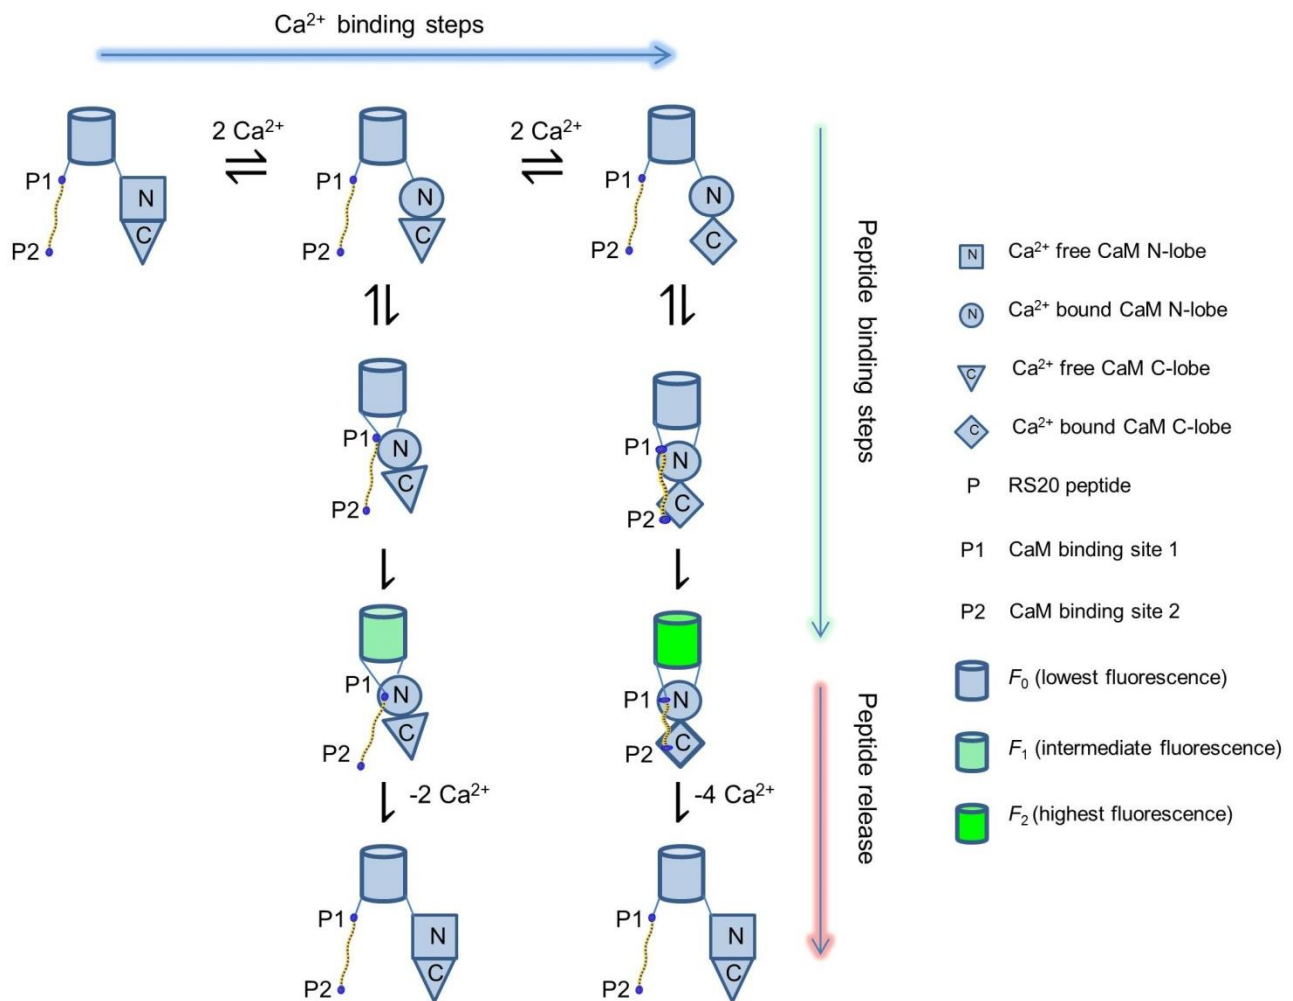 Ca²⁺ binding steps
2 Ca²⁺
2 Ca²⁺
P1
N
C
P2
P1
N
C
P2
P1
N
C
P2
Peptide binding steps
P1
N
C
P2
P1
N
C
P2
P1
N
C
P2
P1
N
C
P2
-2 Ca²⁺
-4 Ca²⁺
Peptide release
P1
N
C
P2
P1
N
C
P2
N Ca²⁺ free CaM N-lobe
N Ca²⁺ bound CaM N-lobe
C Ca²⁺ free CaM C-lobe
C Ca²⁺ bound CaM C-lobe
P RS20 peptide
P1 CaM binding site 1
P2 CaM binding site 2
F₀ (lowest fluorescence)
F₁ (intermediate fluorescence)
F₂ (highest fluorescence)